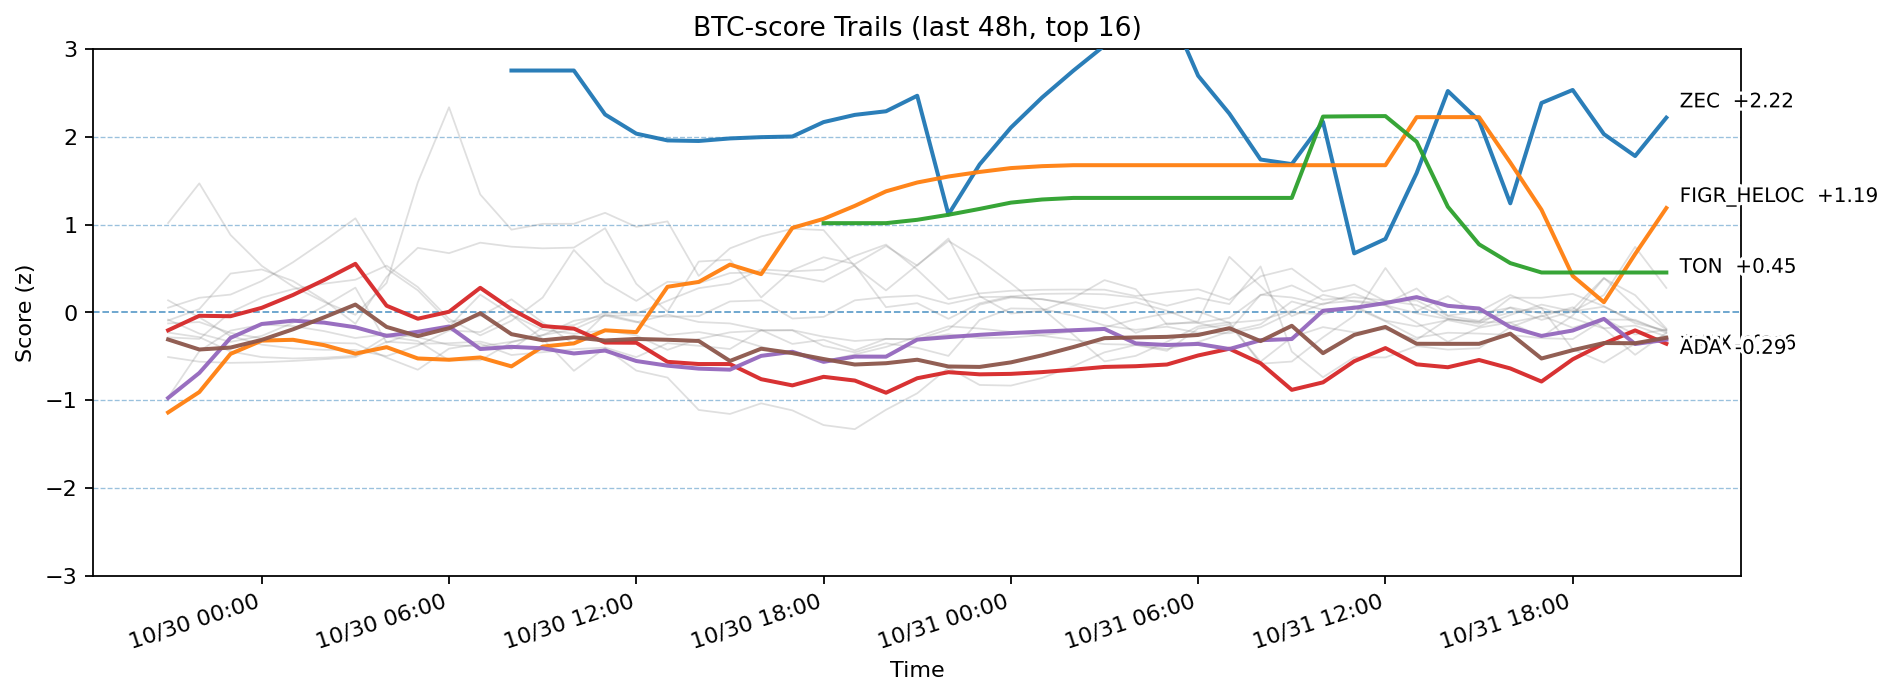 BTC-score Trails (last 48h, top 16)
Score (z)
3
2
1
0
−1
−2
−3
ZEC +2.22
FIGR_HELOC +1.19
TON +0.45
ADA -0.29
10/30 00:00
10/30 06:00
10/30 12:00
10/30 18:00
10/31 00:00
10/31 06:00
10/31 12:00
10/31 18:00
Time